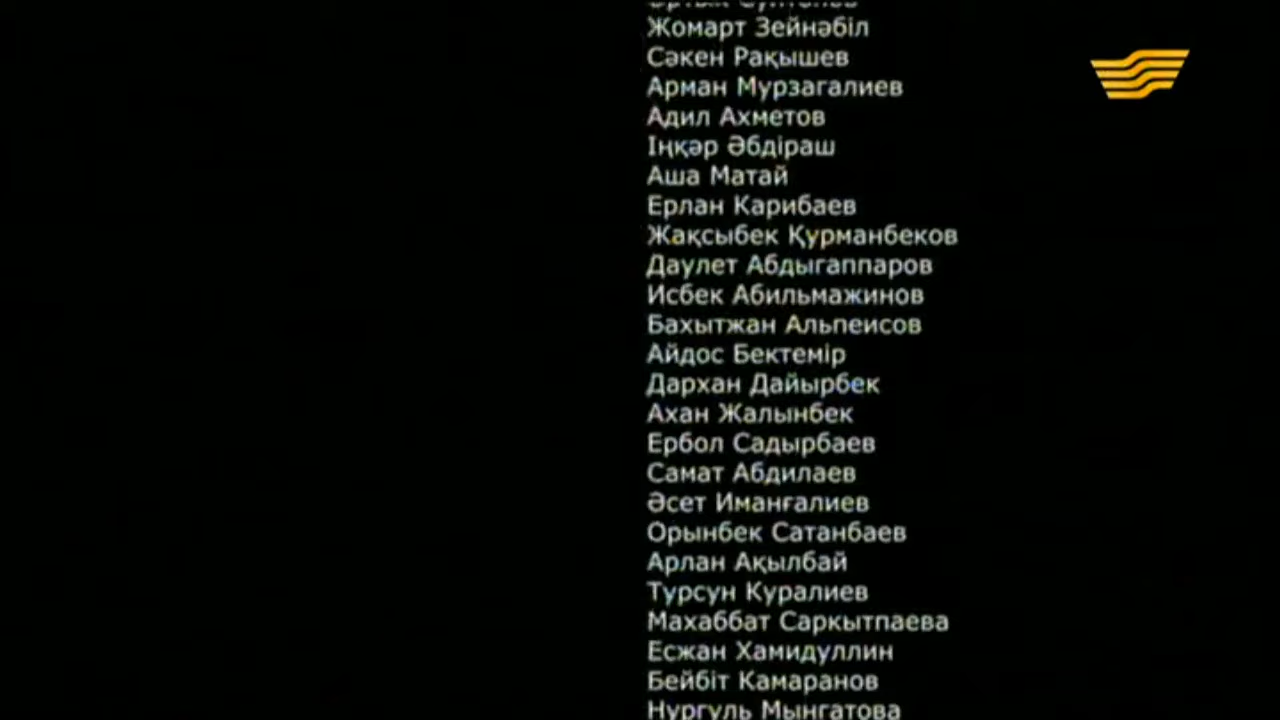 Жомарт Зейнәбіл
Сәкен Рақышев
Арман Мурзагалиев
Адил Ахметов
Іңкәр Әбдіраш
Аша Матай
Ерлан Карибаев
Жақсыбек Құрманбеков
Даулет Абдыгаппаров
Исбек Абильмажинов
Бахытжан Альпеисов
Айдос Бектемір
Дархан Дайырбек
Ахан Жалынбек
Ербол Садырбаев
Самат Абдилаев
Әсет Иманғалиев
Орынбек Сатанбаев
Арлан Ақылбай
Турсун Куралиев
Махаббат Саркытпаева
Есжан Хамидуллин
Бейбіт Камаранов
Нургуль Мынгатова